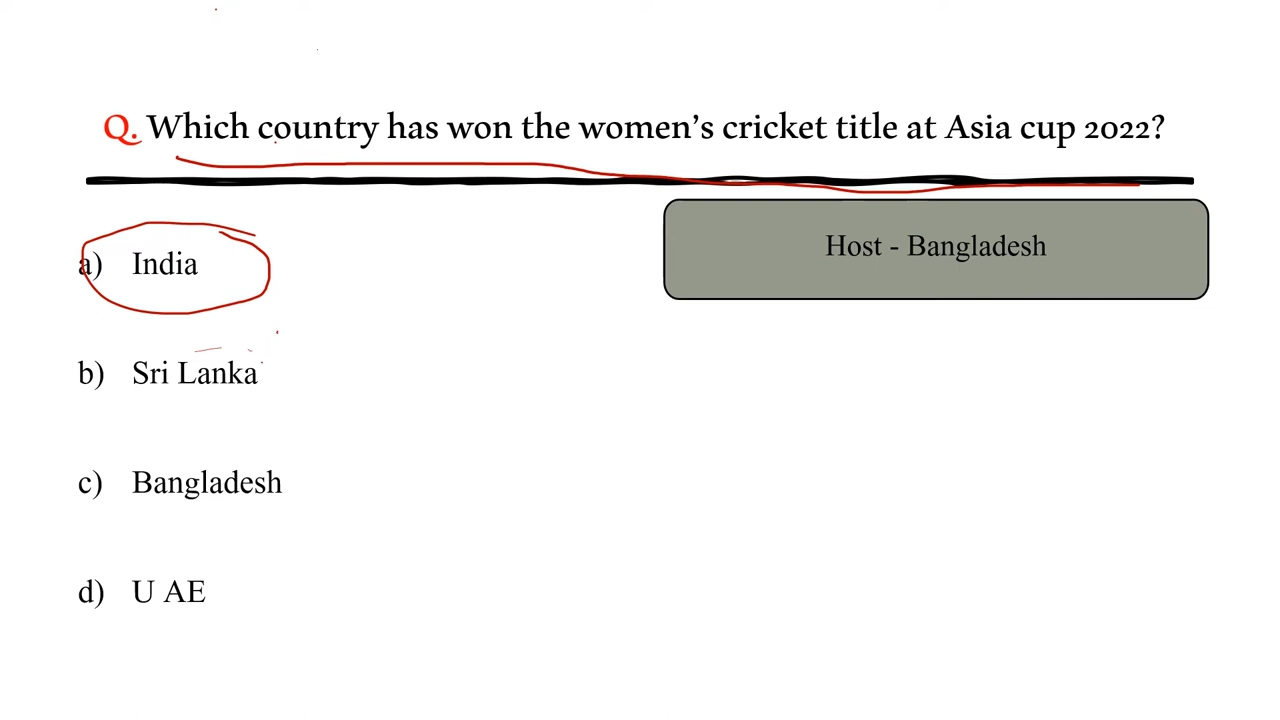 Q. Which country has won the women's cricket title at Asia cup 2022?
Host - Bangladesh
a) India
b) Sri Lanka
c) Bangladesh
d) U AE